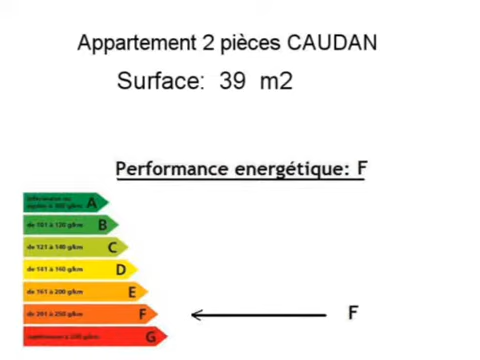 Appartement 2 pièces CAUDAN
Surface: 39 m2
Performance energétique: F
A
de 101 à 120 g/km B
de 121 à 140 g/km C
de 141 à 160 g/km D
de 161 à 200 g/km E
de 201 à 250 g/km F
F
G